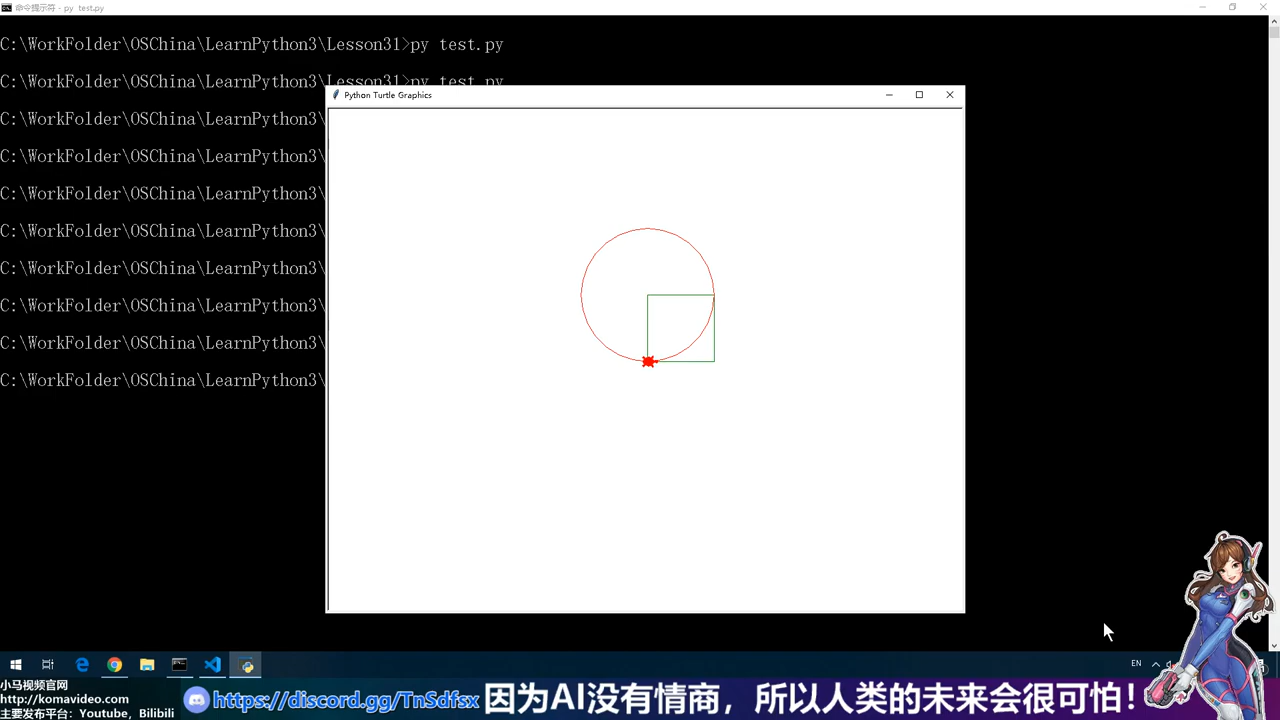 命令提示符 - py test.py
C:\WorkFolder\OSChina\LearnPython3\Lesson31>py test.py
C:\WorkFolder\OSChina\LearnPython3\Lesson31>py test.py
Python Turtle Graphics
C:\WorkFolder\OSChina\LearnPython3\
C:\WorkFolder\OSChina\LearnPython3\
C:\WorkFolder\OSChina\LearnPython3\
C:\WorkFolder\OSChina\LearnPython3\
C:\WorkFolder\OSChina\LearnPython3\
C:\WorkFolder\OSChina\LearnPython3\
C:\WorkFolder\OSChina\LearnPython3\
C:\WorkFolder\OSChina\LearnPython3\
EN
小马视频官网
http://komavideo.com
主要发布平台：Youtube，Bilibili
https://discord.gg/TnSdfsx 因为AI没有情商，所以人类的未来会很可怕！